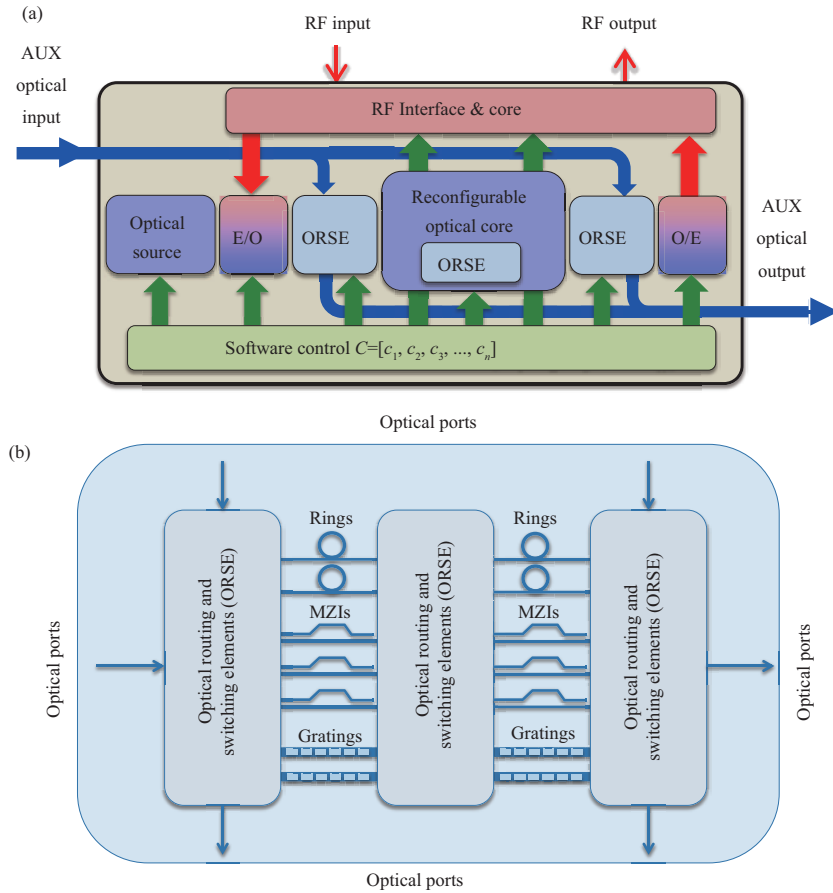 (a)
RF input
RF output
AUX
optical
input
RF Interface & core
Optical
source
E/O
ORSE
Reconfigurable
optical core
ORSE
ORSE
O/E
AUX
optical
output
Software control C=[c₁, c₂, c₃, ..., cₙ]
Optical ports
(b)
Optical ports
Optical routing and
switching elements (ORSE)
Rings
MZIs
Gratings
Optical routing and
switching elements (ORSE)
Rings
MZIs
Gratings
Optical routing and
switching elements (ORSE)
Optical ports
Optical ports